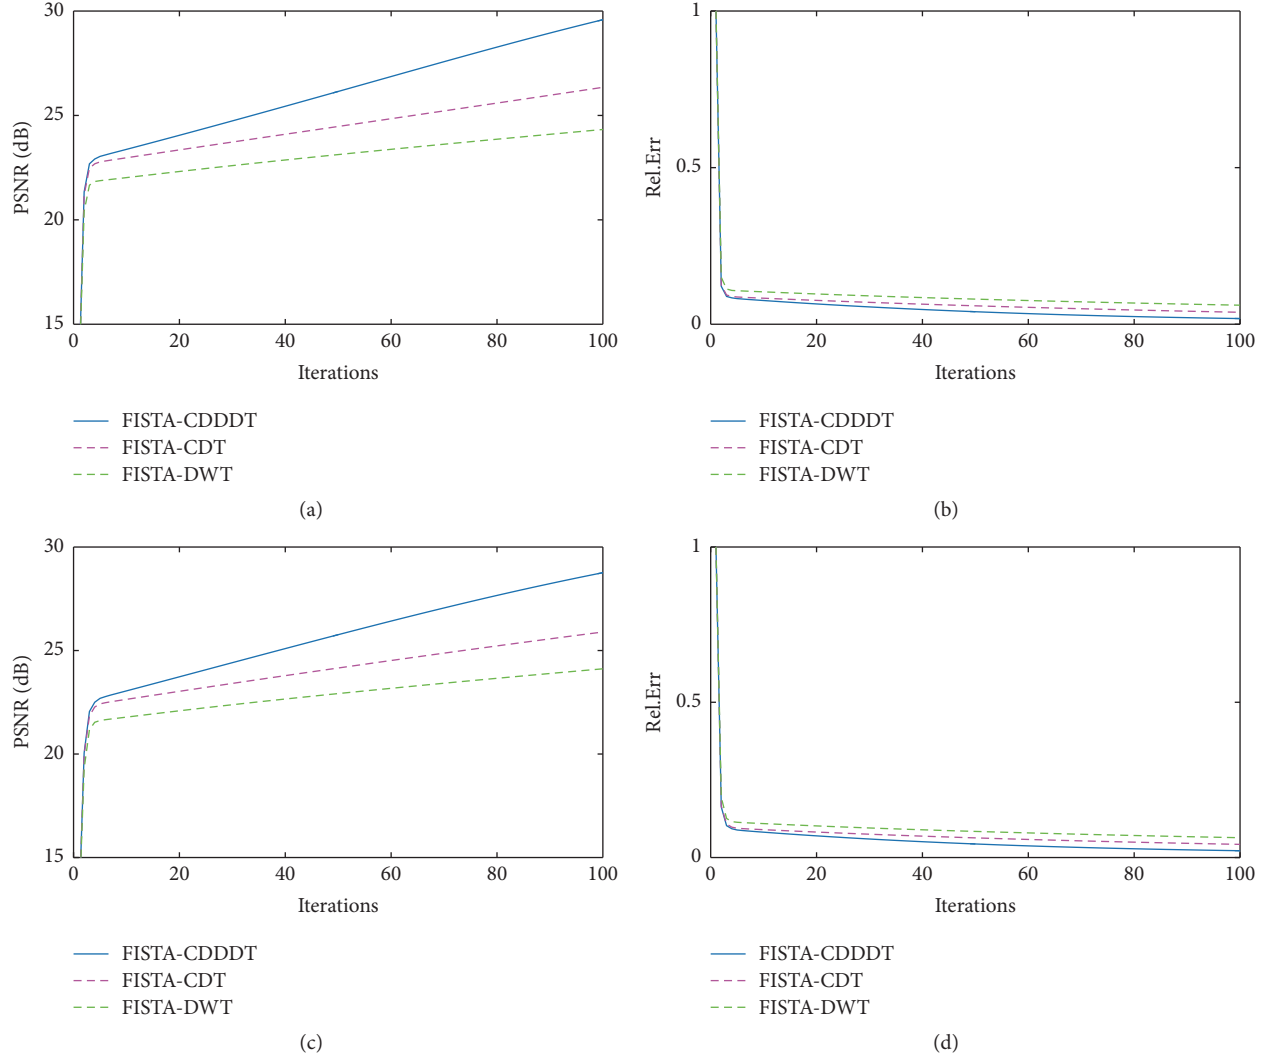 30
25
20
15
PSNR (dB)
0 20 40 60 80 100
Iterations
FISTA-CDDDT
FISTA-CDT
FISTA-DWT
(a)
1
0.5
0
Rel.Err
0 20 40 60 80 100
Iterations
FISTA-CDDDT
FISTA-CDT
FISTA-DWT
(b)
30
25
20
15
PSNR (dB)
0 20 40 60 80 100
Iterations
FISTA-CDDDT
FISTA-CDT
FISTA-DWT
(c)
1
0.5
0
Rel.Err
0 20 40 60 80 100
Iterations
FISTA-CDDDT
FISTA-CDT
FISTA-DWT
(d)